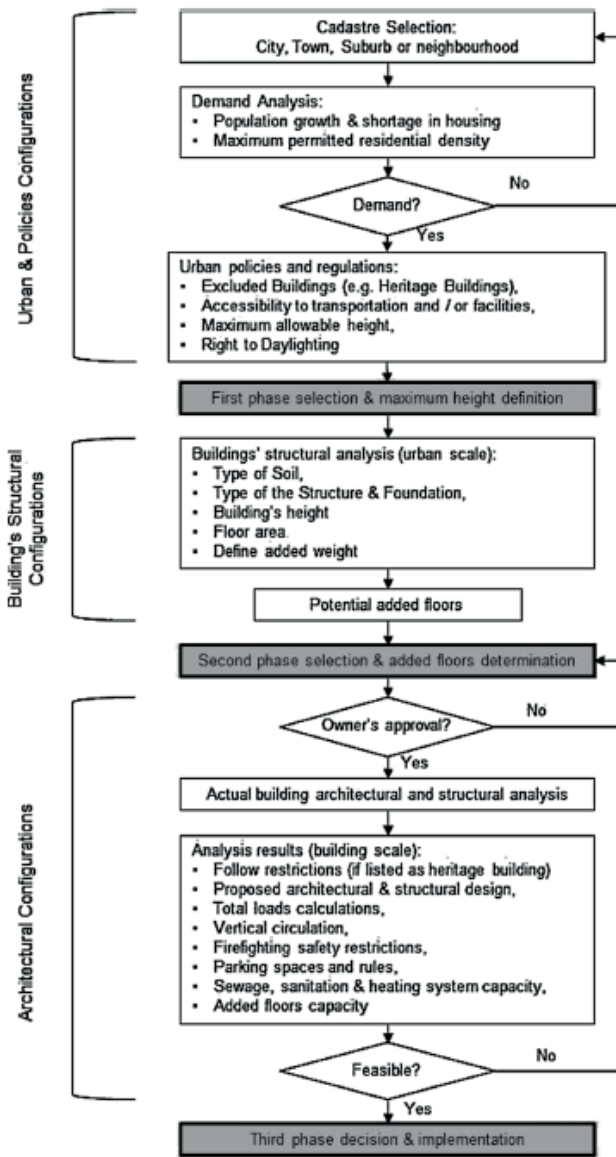 Urban & Policies Configurations
Cadastre Selection:
City, Town, Suburb or neighbourhood
Demand Analysis:
▪ Population growth & shortage in housing
▪ Maximum permitted residential density
No
Demand?
Yes
Urban policies and regulations:
▪ Excluded Buildings (e.g. Heritage Buildings),
▪ Accessibility to transportation and / or facilities,
▪ Maximum allowable height,
▪ Right to Daylighting
First phase selection & maximum height definition
Building's Structural
Configurations
Buildings' structural analysis (urban scale):
▪ Type of Soil,
▪ Type of the Structure & Foundation,
▪ Building's height
▪ Floor area.
▪ Define added weight
Potential added floors
Second phase selection & added floors determination
Architectural Configurations
No
Owner's approval?
Yes
Actual building architectural and structural analysis
Analysis results (building scale):
▪ Follow restrictions (if listed as heritage building)
▪ Proposed architectural & structural design,
▪ Total loads calculations,
▪ Vertical circulation,
▪ Firefighting safety restrictions,
▪ Parking spaces and rules,
▪ Sewage, sanitation & heating system capacity,
▪ Added floors capacity
No
Feasible?
Yes
Third phase decision & implementation